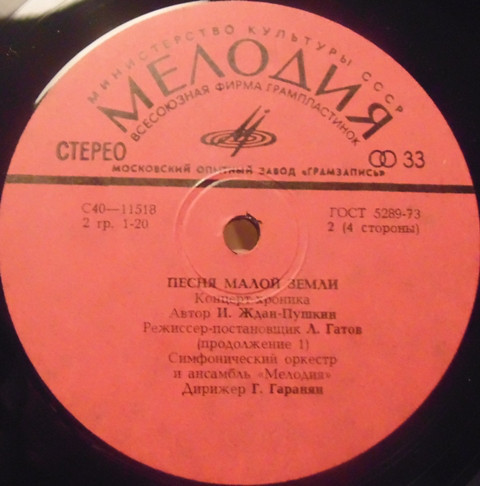 МИНИСТЕРСТВО КУЛЬТУРЫ СССР
МЕЛОДИЯ
ВСЕСОЮЗНАЯ ФИРМА ГРАМПЛАСТИНОК
СТЕРЕО
33
МОСКОВСКИЙ ОПЫТНЫЙ ЗАВОД «ГРАМЗАПИСЬ»
С40—11518
ГОСТ 5289-73
2 гр. 1-20
2 (4 стороны)
ПЕСНЯ МАЛОЙ ЗЕМЛИ
Концерт-хроника
Автор И. Ждан-Пушкин
Режиссер-постановщик Л. Гатов
(продолжение 1)
Симфонический оркестр
и ансамбль «Мелодия»
Дирижер Г. Гаранян